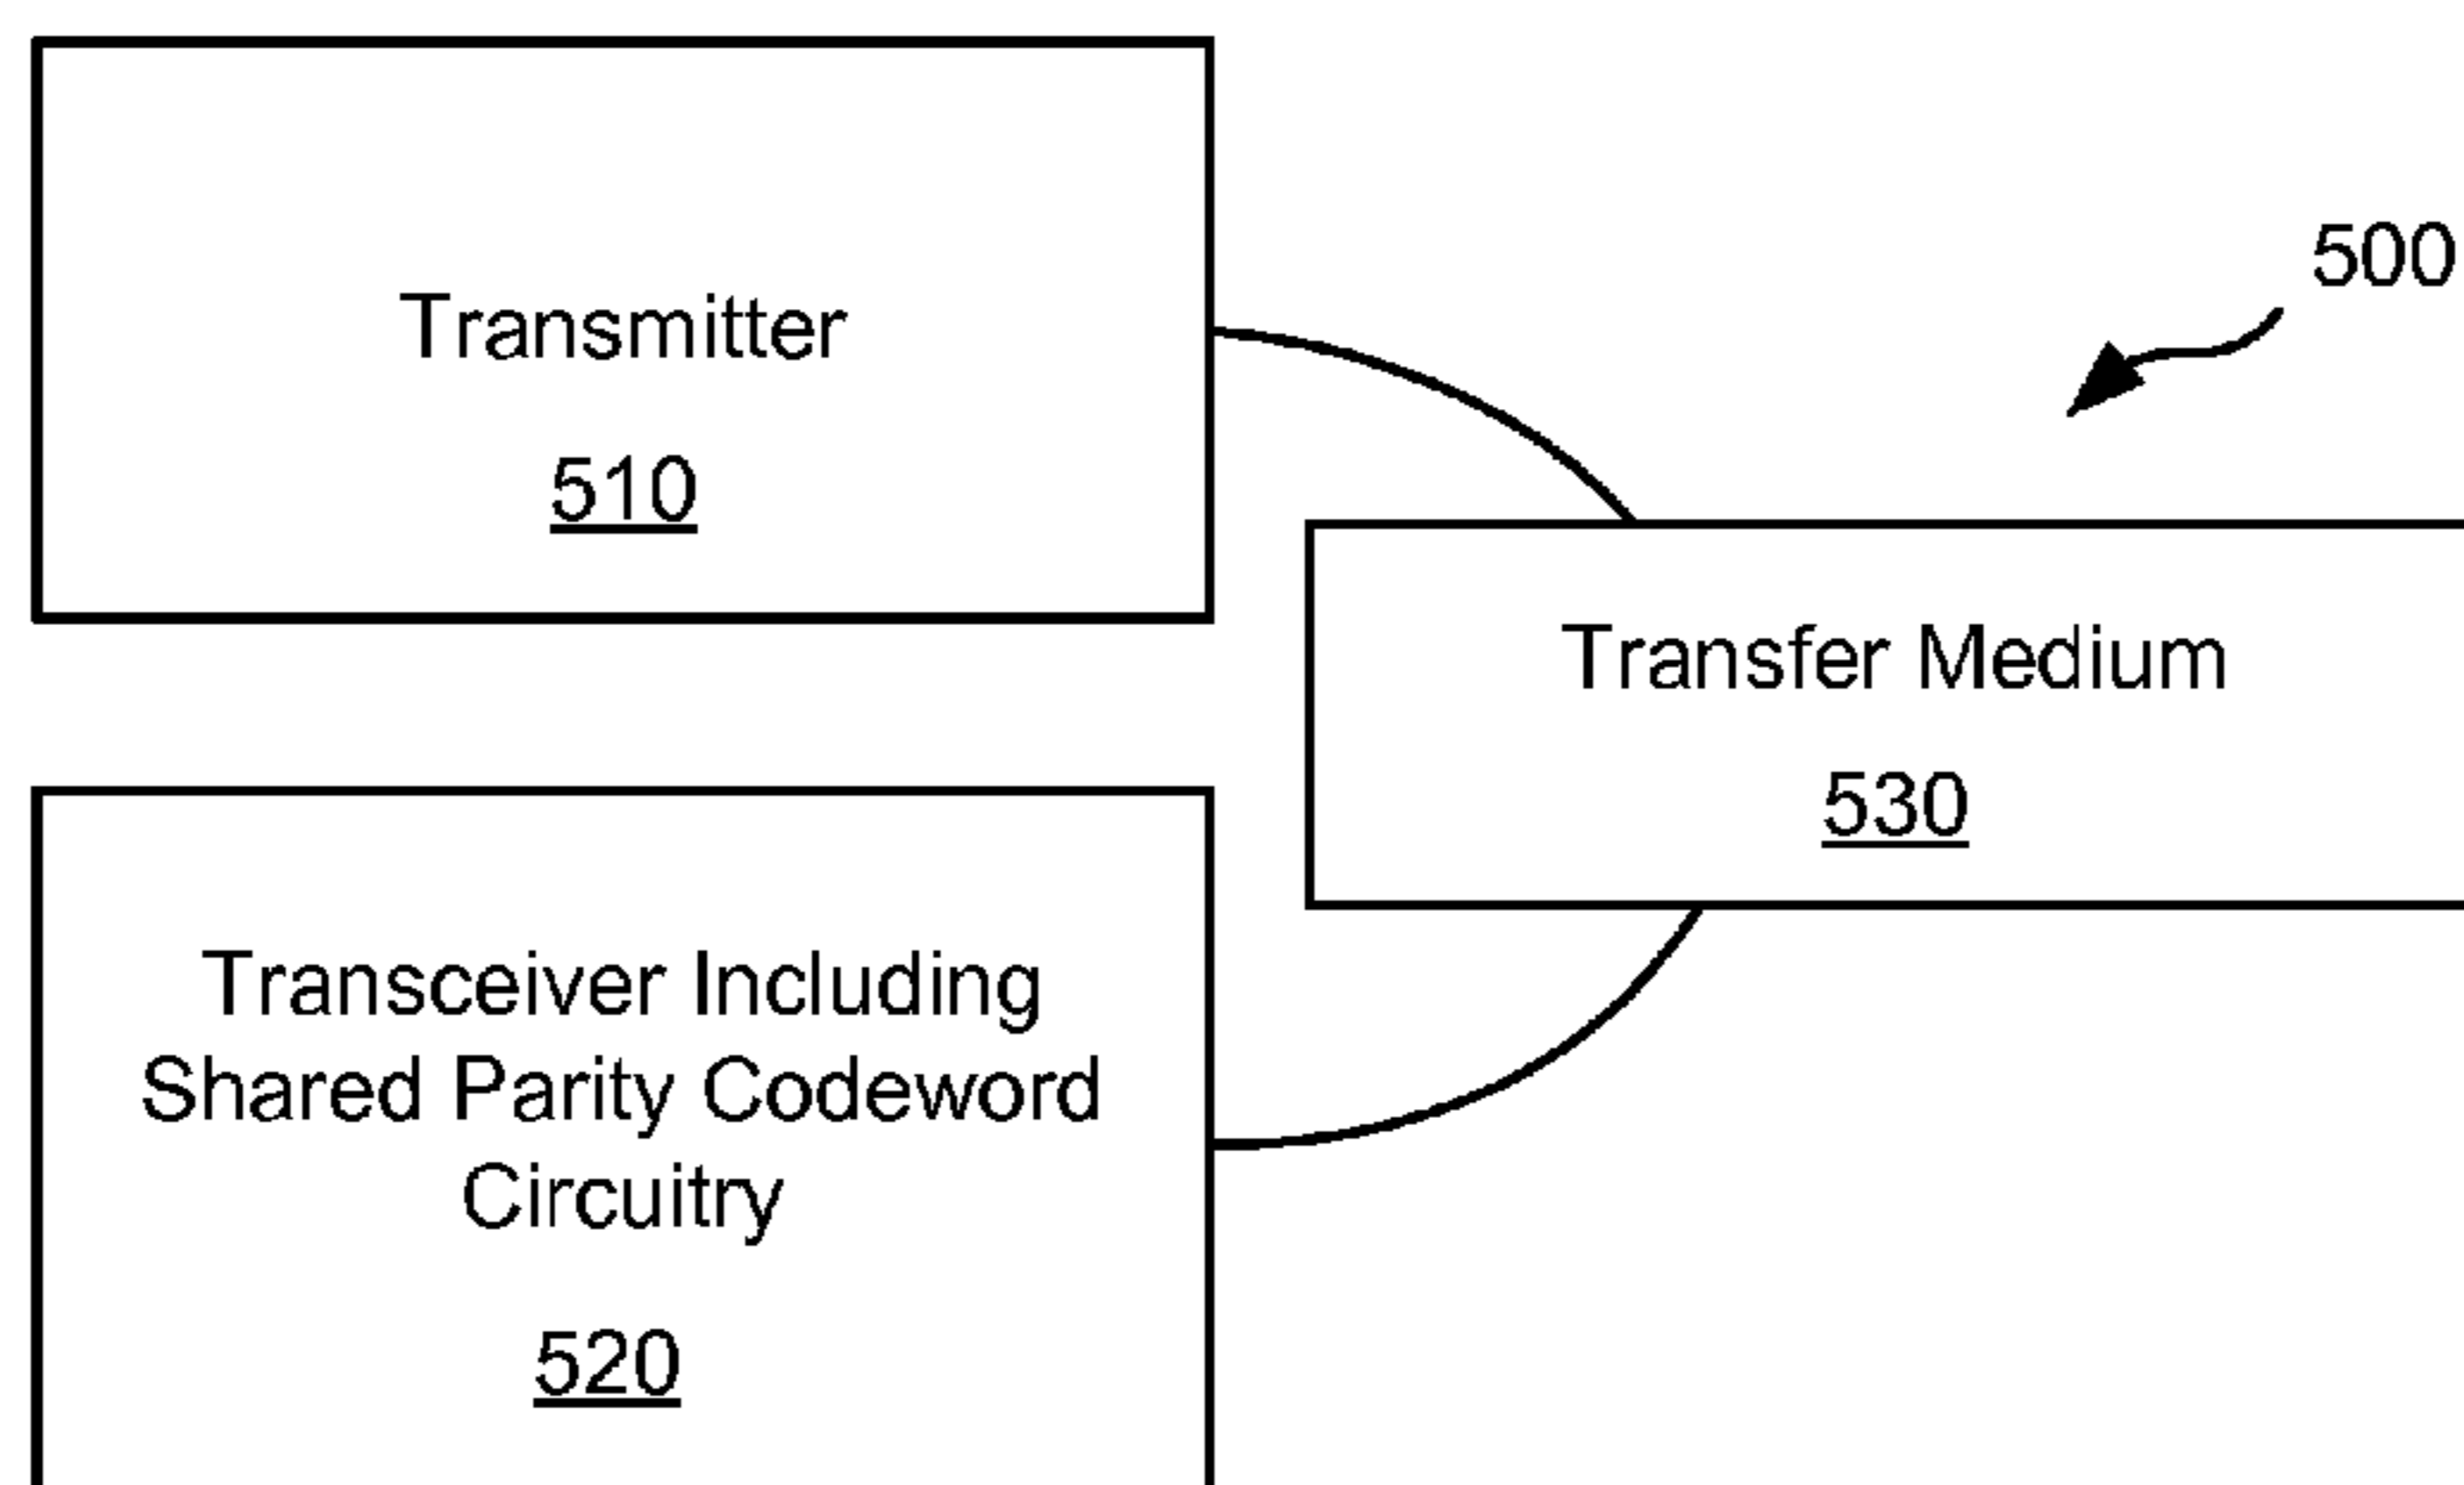 Transmitter
510
500
Transfer Medium
530
Transceiver Including
Shared Parity Codeword
Circuitry
520